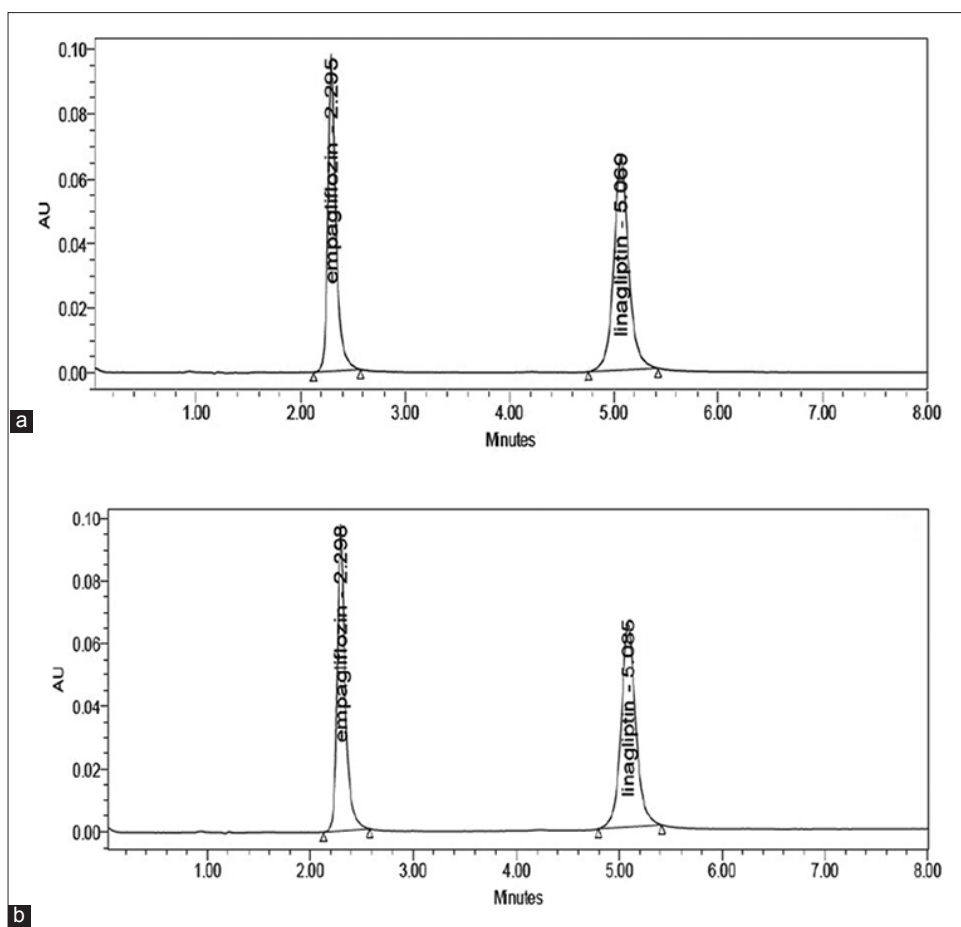 0.10
0.08
0.06
0.04
0.02
0.00
AU
empagliflozin - 2.295
linagliptin - 5.069
1.00 2.00 3.00 4.00 5.00 6.00 7.00 8.00
Minutes
a
0.10
0.08
0.06
0.04
0.02
0.00
AU
empagliflozin - 2.298
linagliptin - 5.085
1.00 2.00 3.00 4.00 5.00 6.00 7.00 8.00
Minutes
b